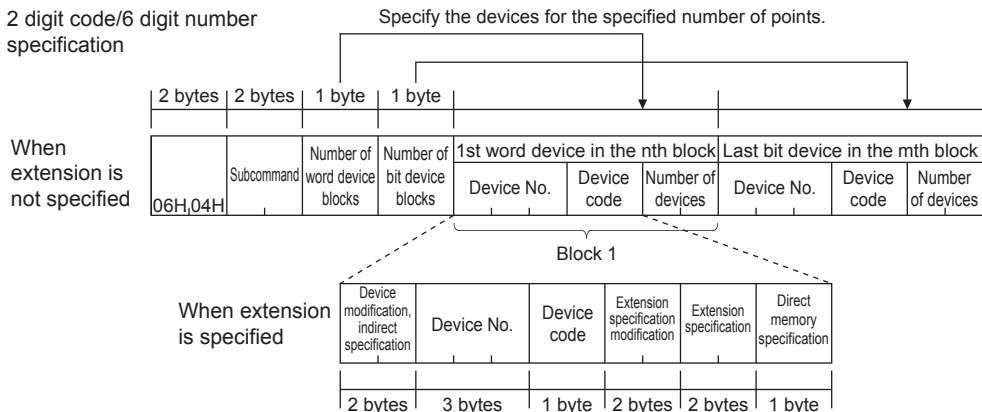 2 digit code/6 digit number
specification
Specify the devices for the specified number of points.
2 bytes 2 bytes 1 byte 1 byte
When
extension is
not specified
06H,04H
Subcommand
Number of
word device
blocks
Number of
bit device
blocks
1st word device in the nth block
Device No.
Device
code
Number of
devices
Last bit device in the mth block
Device No.
Device
code
Number
of devices
Block 1
When extension
is specified
Device
modification,
indirect
specification
Device No.
Device
code
Extension
specification
modification
Extension
specification
Direct
memory
specification
2 bytes 3 bytes 1 byte 2 bytes 2 bytes 1 byte